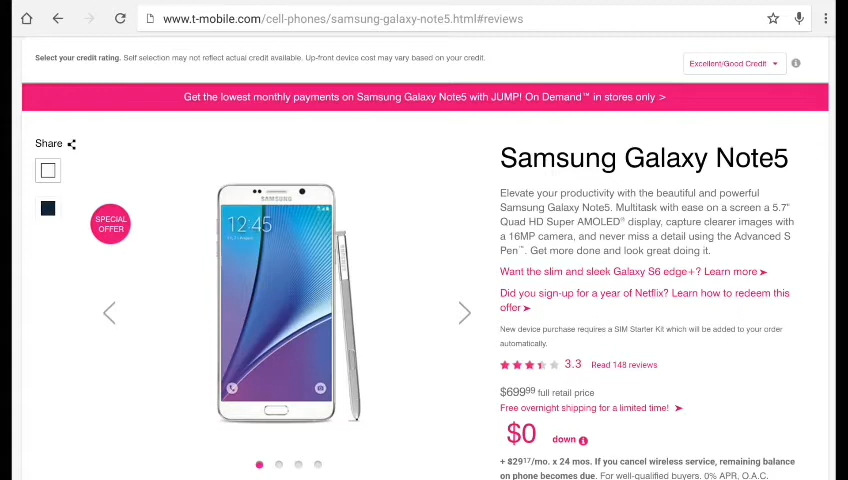 www.t-mobile.com/cell-phones/samsung-galaxy-note5.html#reviews
Select your credit rating. Self selection may not reflect actual credit available. Up-front device cost may vary based on your credit.
Excellent/Good Credit
Get the lowest monthly payments on Samsung Galaxy Note5 with JUMP! On Demand™ in stores only >
Share
SPECIAL
OFFER
SAMSUNG
12:45
Samsung Galaxy Note5
Elevate your productivity with the beautiful and powerful
Samsung Galaxy Note5. Multitask with ease on a screen a 5.7"
Quad HD Super AMOLED® display, capture clearer images with
a 16MP camera, and never miss a detail using the Advanced S
Pen™. Get more done and look great doing it.
Want the slim and sleek Galaxy S6 edge+? Learn more ➤
Did you sign-up for a year of Netflix? Learn how to redeem this
offer ➤
New device purchase requires a SIM Starter Kit which will be added to your order
automatically.
3.3 Read 148 reviews
$699⁹⁹ full retail price
Free overnight shipping for a limited time! ➤
$0 down
+ $29¹⁷/mo. x 24 mos. If you cancel wireless service, remaining balance
on phone becomes due. For well-qualified buyers. 0% APR, O.A.C.